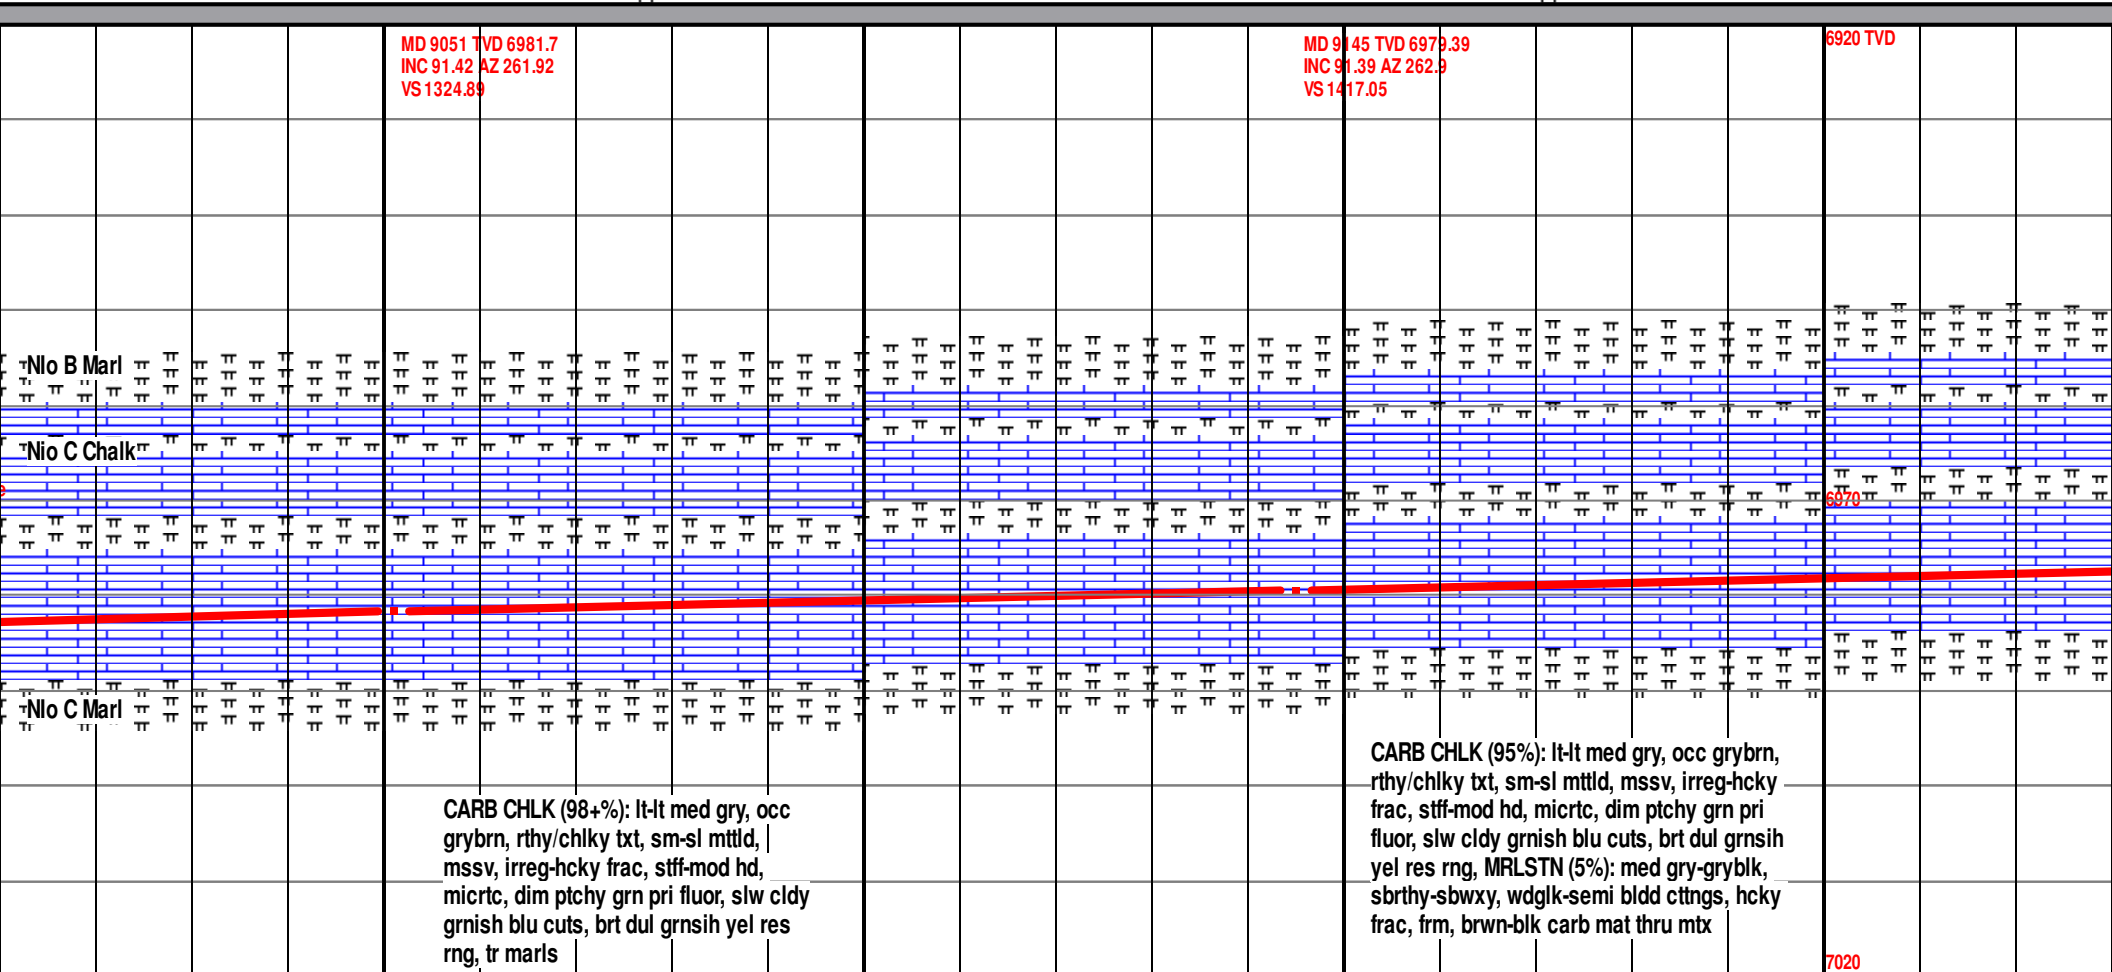 MD 9051 TVD 6981.7
INC 91.42 AZ 261.92
VS 1324.89
MD 9145 TVD 6979.39
INC 91.39 AZ 262.9
VS 1417.05
6920 TVD
NIo B Marl
Nio C Chalk
6970
NIo C Marl
CARB CHLK (98+%): lt-lt med gry, occ
grybrn, rthy/chlky txt, sm-sl mttld,
mssv, irreg-hcky frac, stff-mod hd,
micrtc, dim ptchy grn pri fluor, slw cldy
grnish blu cuts, brt dul grnsih yel res
rng, tr marls
CARB CHLK (95%): lt-lt med gry, occ grybrn,
rthy/chlky txt, sm-sl mttld, mssv, irreg-hcky
frac, stff-mod hd, micrtc, dim ptchy grn pri
fluor, slw cldy grnish blu cuts, brt dul grnsih
yel res rng, MRLSTN (5%): med gry-gryblk,
sbrthy-sbwxy, wdglk-semi bldd cttngs, hcky
frac, frm, brwn-blk carb mat thru mtx
7020